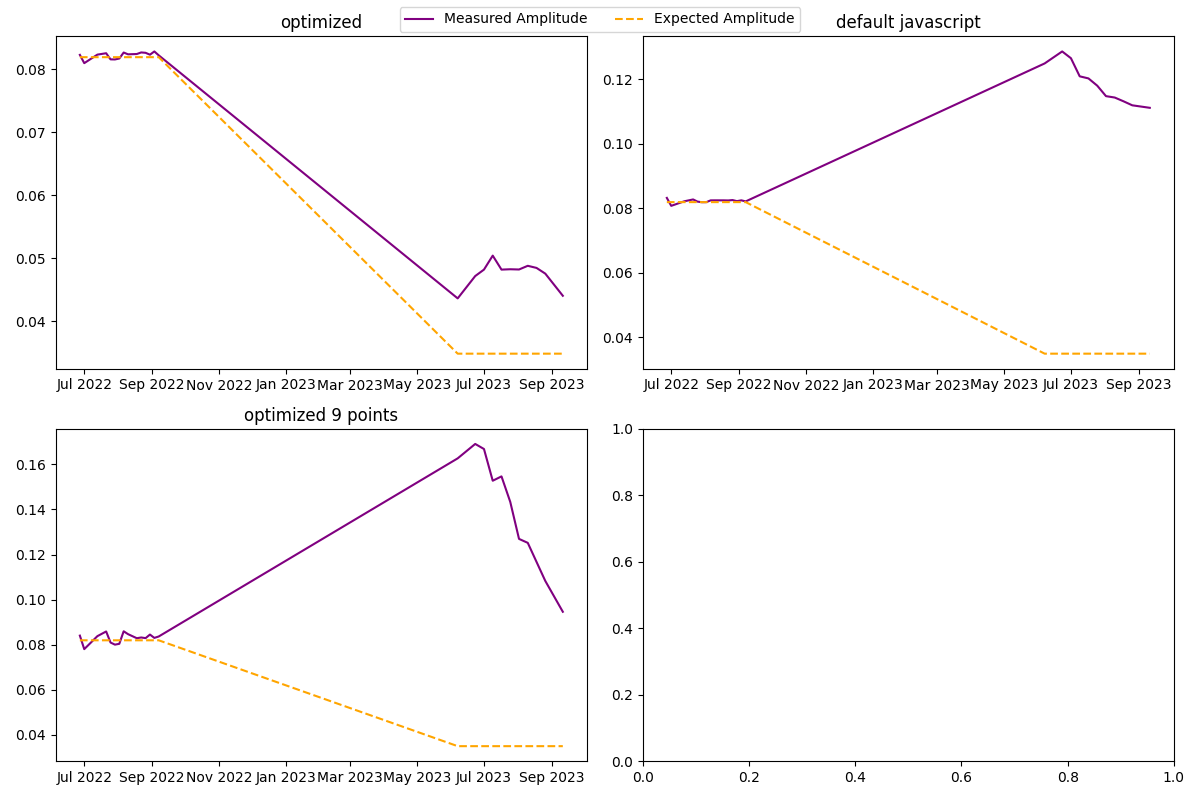 Measured Amplitude Expected Amplitude
optimized
0.08
0.07
0.06
0.05
0.04
Jul 2022 Sep 2022 Nov 2022 Jan 2023 Mar 2023 May 2023 Jul 2023 Sep 2023
default javascript
0.12
0.10
0.08
0.06
0.04
Jul 2022 Sep 2022 Nov 2022 Jan 2023 Mar 2023 May 2023 Jul 2023 Sep 2023
optimized 9 points
0.16
0.14
0.12
0.10
0.08
0.06
0.04
Jul 2022 Sep 2022 Nov 2022 Jan 2023 Mar 2023 May 2023 Jul 2023 Sep 2023
1.0
0.8
0.6
0.4
0.2
0.0
0.0 0.2 0.4 0.6 0.8 1.0